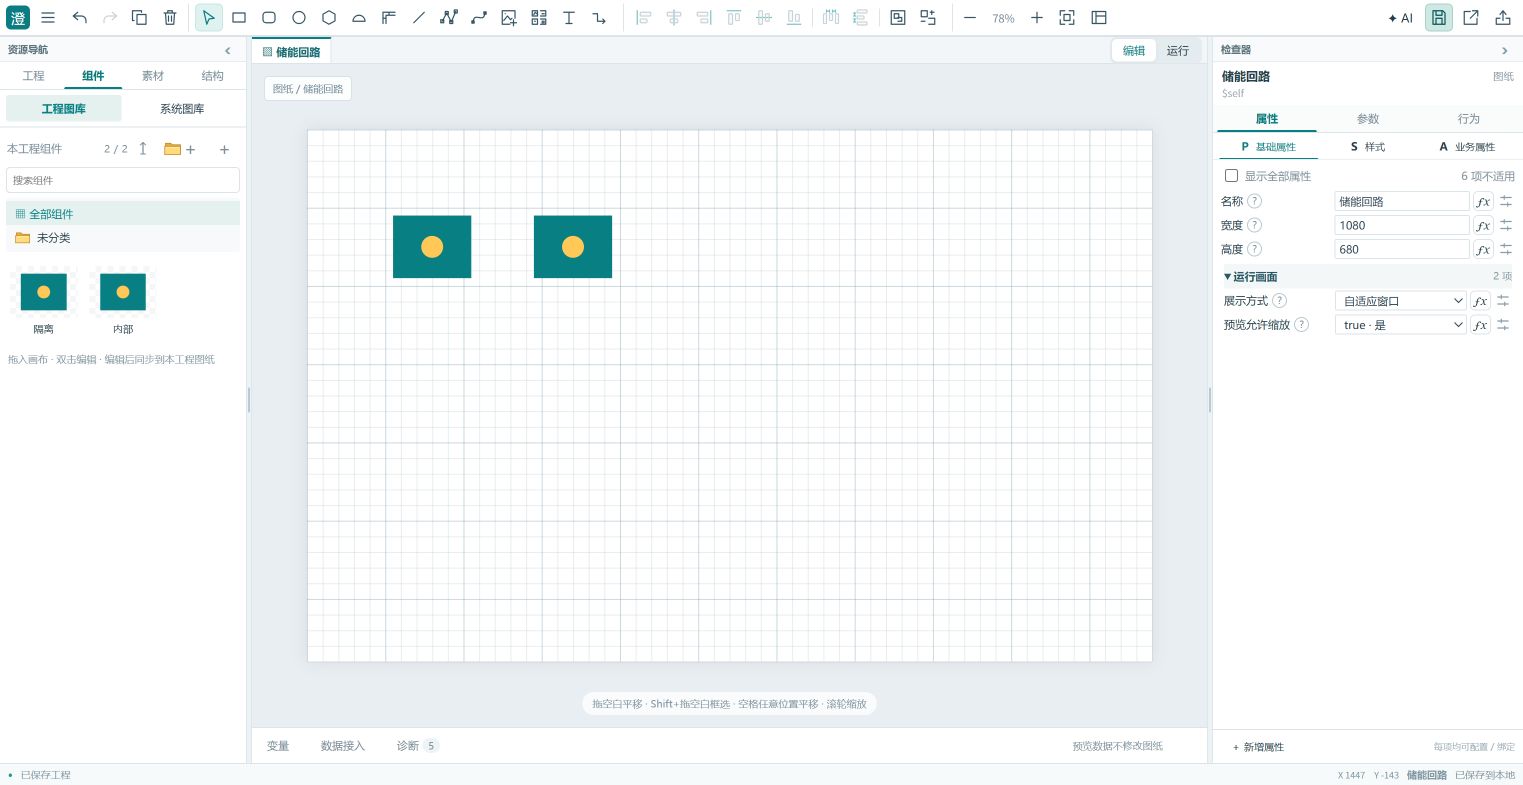 澄
78%
AI
资源导航
工程 组件 素材 结构
工程图库 系统图库
本工程组件 2 / 2
搜索组件
全部组件
未分类
隔离 内部
拖入画布 · 双击编辑 · 编辑后同步到本工程图纸
储能回路
编辑 运行
图纸 / 储能回路
拖空白平移 · Shift+拖空白框选 · 空格任意位置平移 · 滚轮缩放
变量 数据接入 诊断 5 预览数据不修改图纸
检查器
储能回路 图纸
$self
属性 参数 行为
P 基础属性 S 样式 A 业务属性
显示全部属性 6 项不适用
名称 ? 储能回路 ƒx
宽度 ? 1080 ƒx
高度 ? 680 ƒx
运行画面 2 项
展示方式 ? 自适应窗口 ƒx
预览允许缩放 ? true · 是 ƒx
+ 新增属性 每项均可配置 / 绑定
已保存工程
X 1447 Y -143 储能回路 已保存到本地